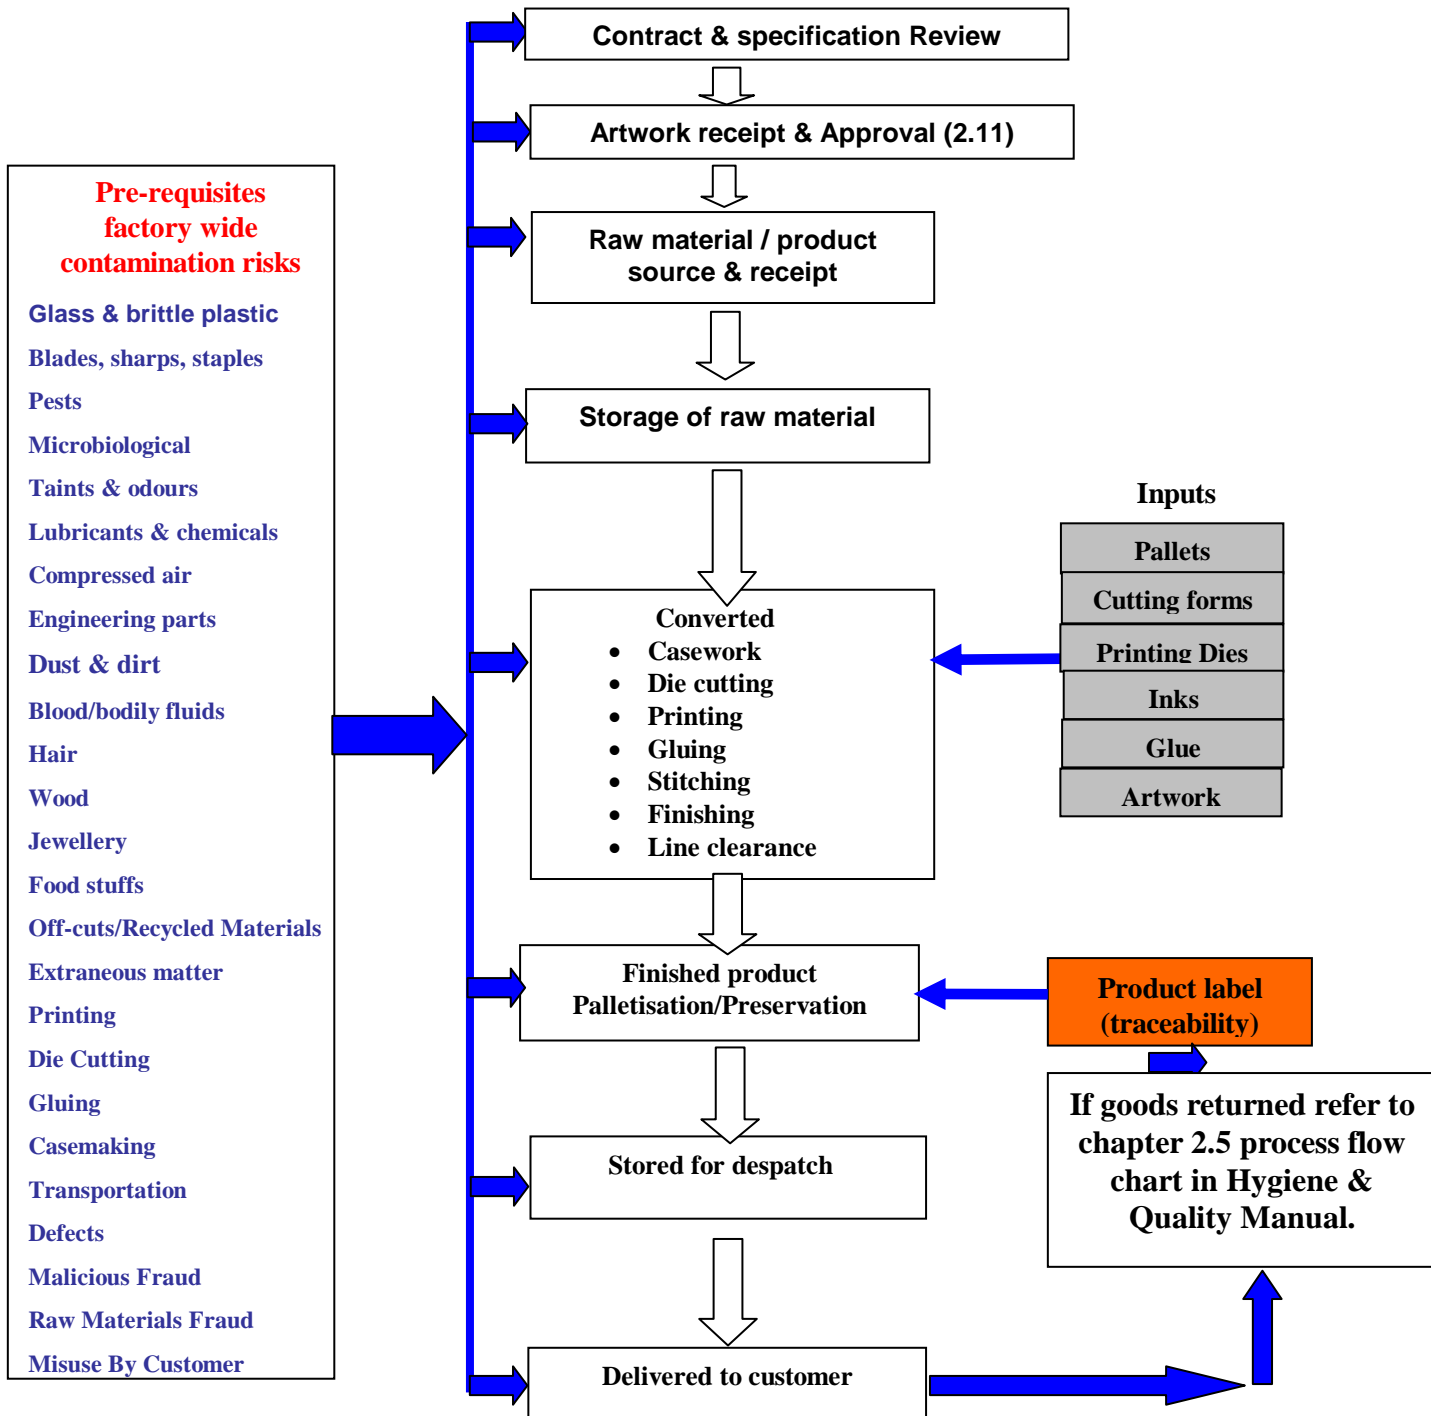 Contract & specification Review
Artwork receipt & Approval (2.11)
Raw material / product
source & receipt
Storage of raw material
Pre-requisites
factory wide
contamination risks
Glass & brittle plastic
Blades, sharps, staples
Pests
Microbiological
Taints & odours
Lubricants & chemicals
Compressed air
Engineering parts
Dust & dirt
Blood/bodily fluids
Hair
Wood
Jewellery
Food stuffs
Off-cuts/Recycled Materials
Extraneous matter
Printing
Die Cutting
Gluing
Casemaking
Transportation
Defects
Malicious Fraud
Raw Materials Fraud
Misuse By Customer
Converted
• Casework
• Die cutting
• Printing
• Gluing
• Stitching
• Finishing
• Line clearance
Inputs
Pallets
Cutting forms
Printing Dies
Inks
Glue
Artwork
Finished product
Palletisation/Preservation
Product label
(traceability)
If goods returned refer to
chapter 2.5 process flow
chart in Hygiene &
Quality Manual.
Stored for despatch
Delivered to customer